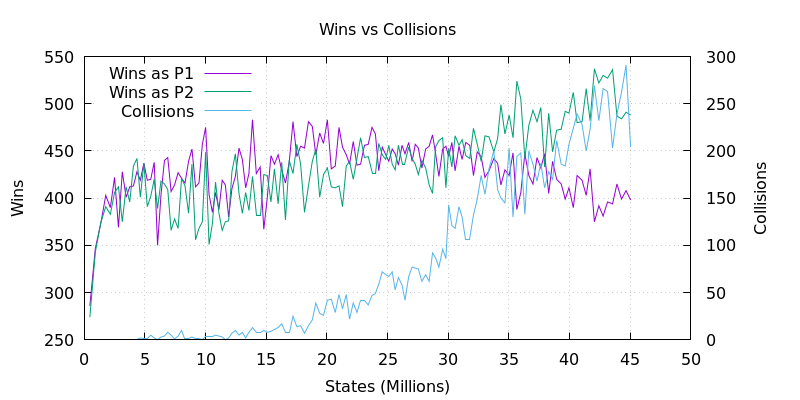 Wins vs Collisions
550
500
450
400
350
300
250
300
250
200
150
100
50
0
0 5 10 15 20 25 30 35 40 45 50
Wins as P1
Wins as P2
Collisions
Wins
Collisions
States (Millions)